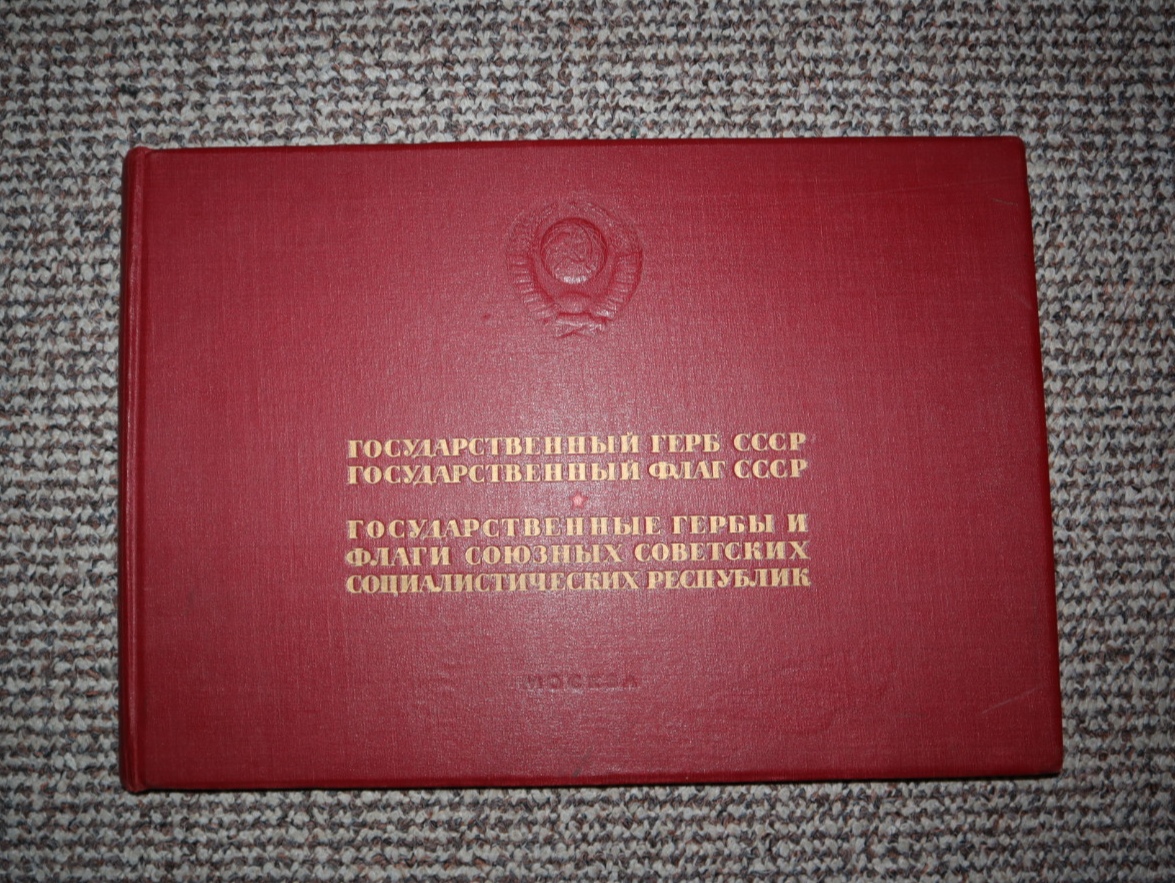 ГОСУДАРСТВЕННЫЙ ГЕРБ СССР
ГОСУДАРСТВЕННЫЙ ФЛАГ СССР
ГОСУДАРСТВЕННЫЕ ГЕРБЫ И
ФЛАГИ СОЮЗНЫХ СОВЕТСКИХ
СОЦИАЛИСТИЧЕСКИХ РЕСПУБЛИК
МОСКВА